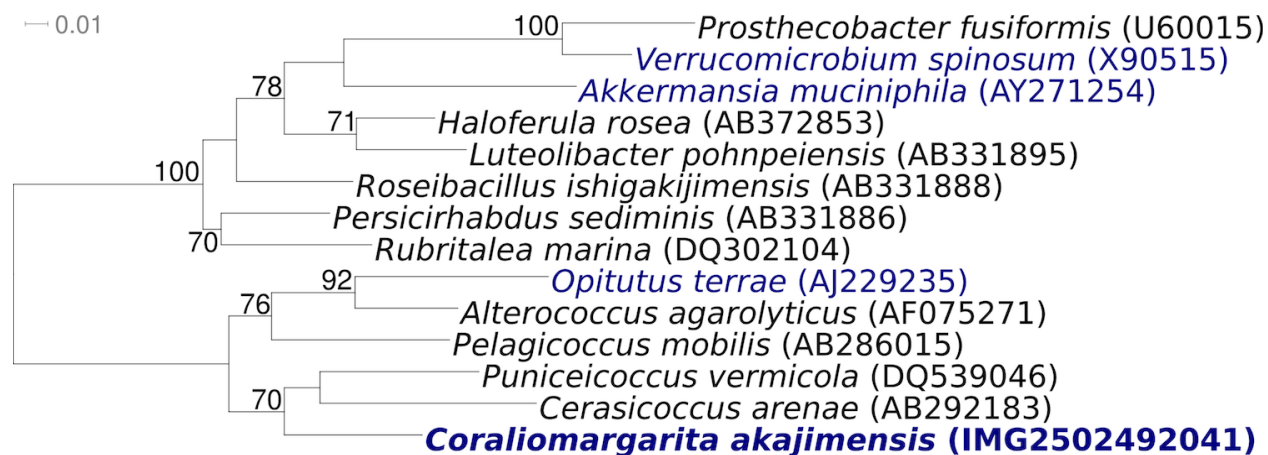 0.01
100
Prosthecobacter fusiformis (U60015)
Verrucomicrobium spinosum (X90515)
78
Akkermansia muciniphila (AY271254)
71
Haloferula rosea (AB372853)
Luteolibacter pohnpeiensis (AB331895)
100
Roseibacillus ishigakijimensis (AB331888)
Persicirhabdus sediminis (AB331886)
70
Rubritalea marina (DQ302104)
92
Opitutus terrae (AJ229235)
76
Alterococcus agarolyticus (AF075271)
Pelagicoccus mobilis (AB286015)
Puniceicoccus vermicola (DQ539046)
70
Cerasicoccus arenae (AB292183)
Coraliomargarita akajimensis (IMG2502492041)